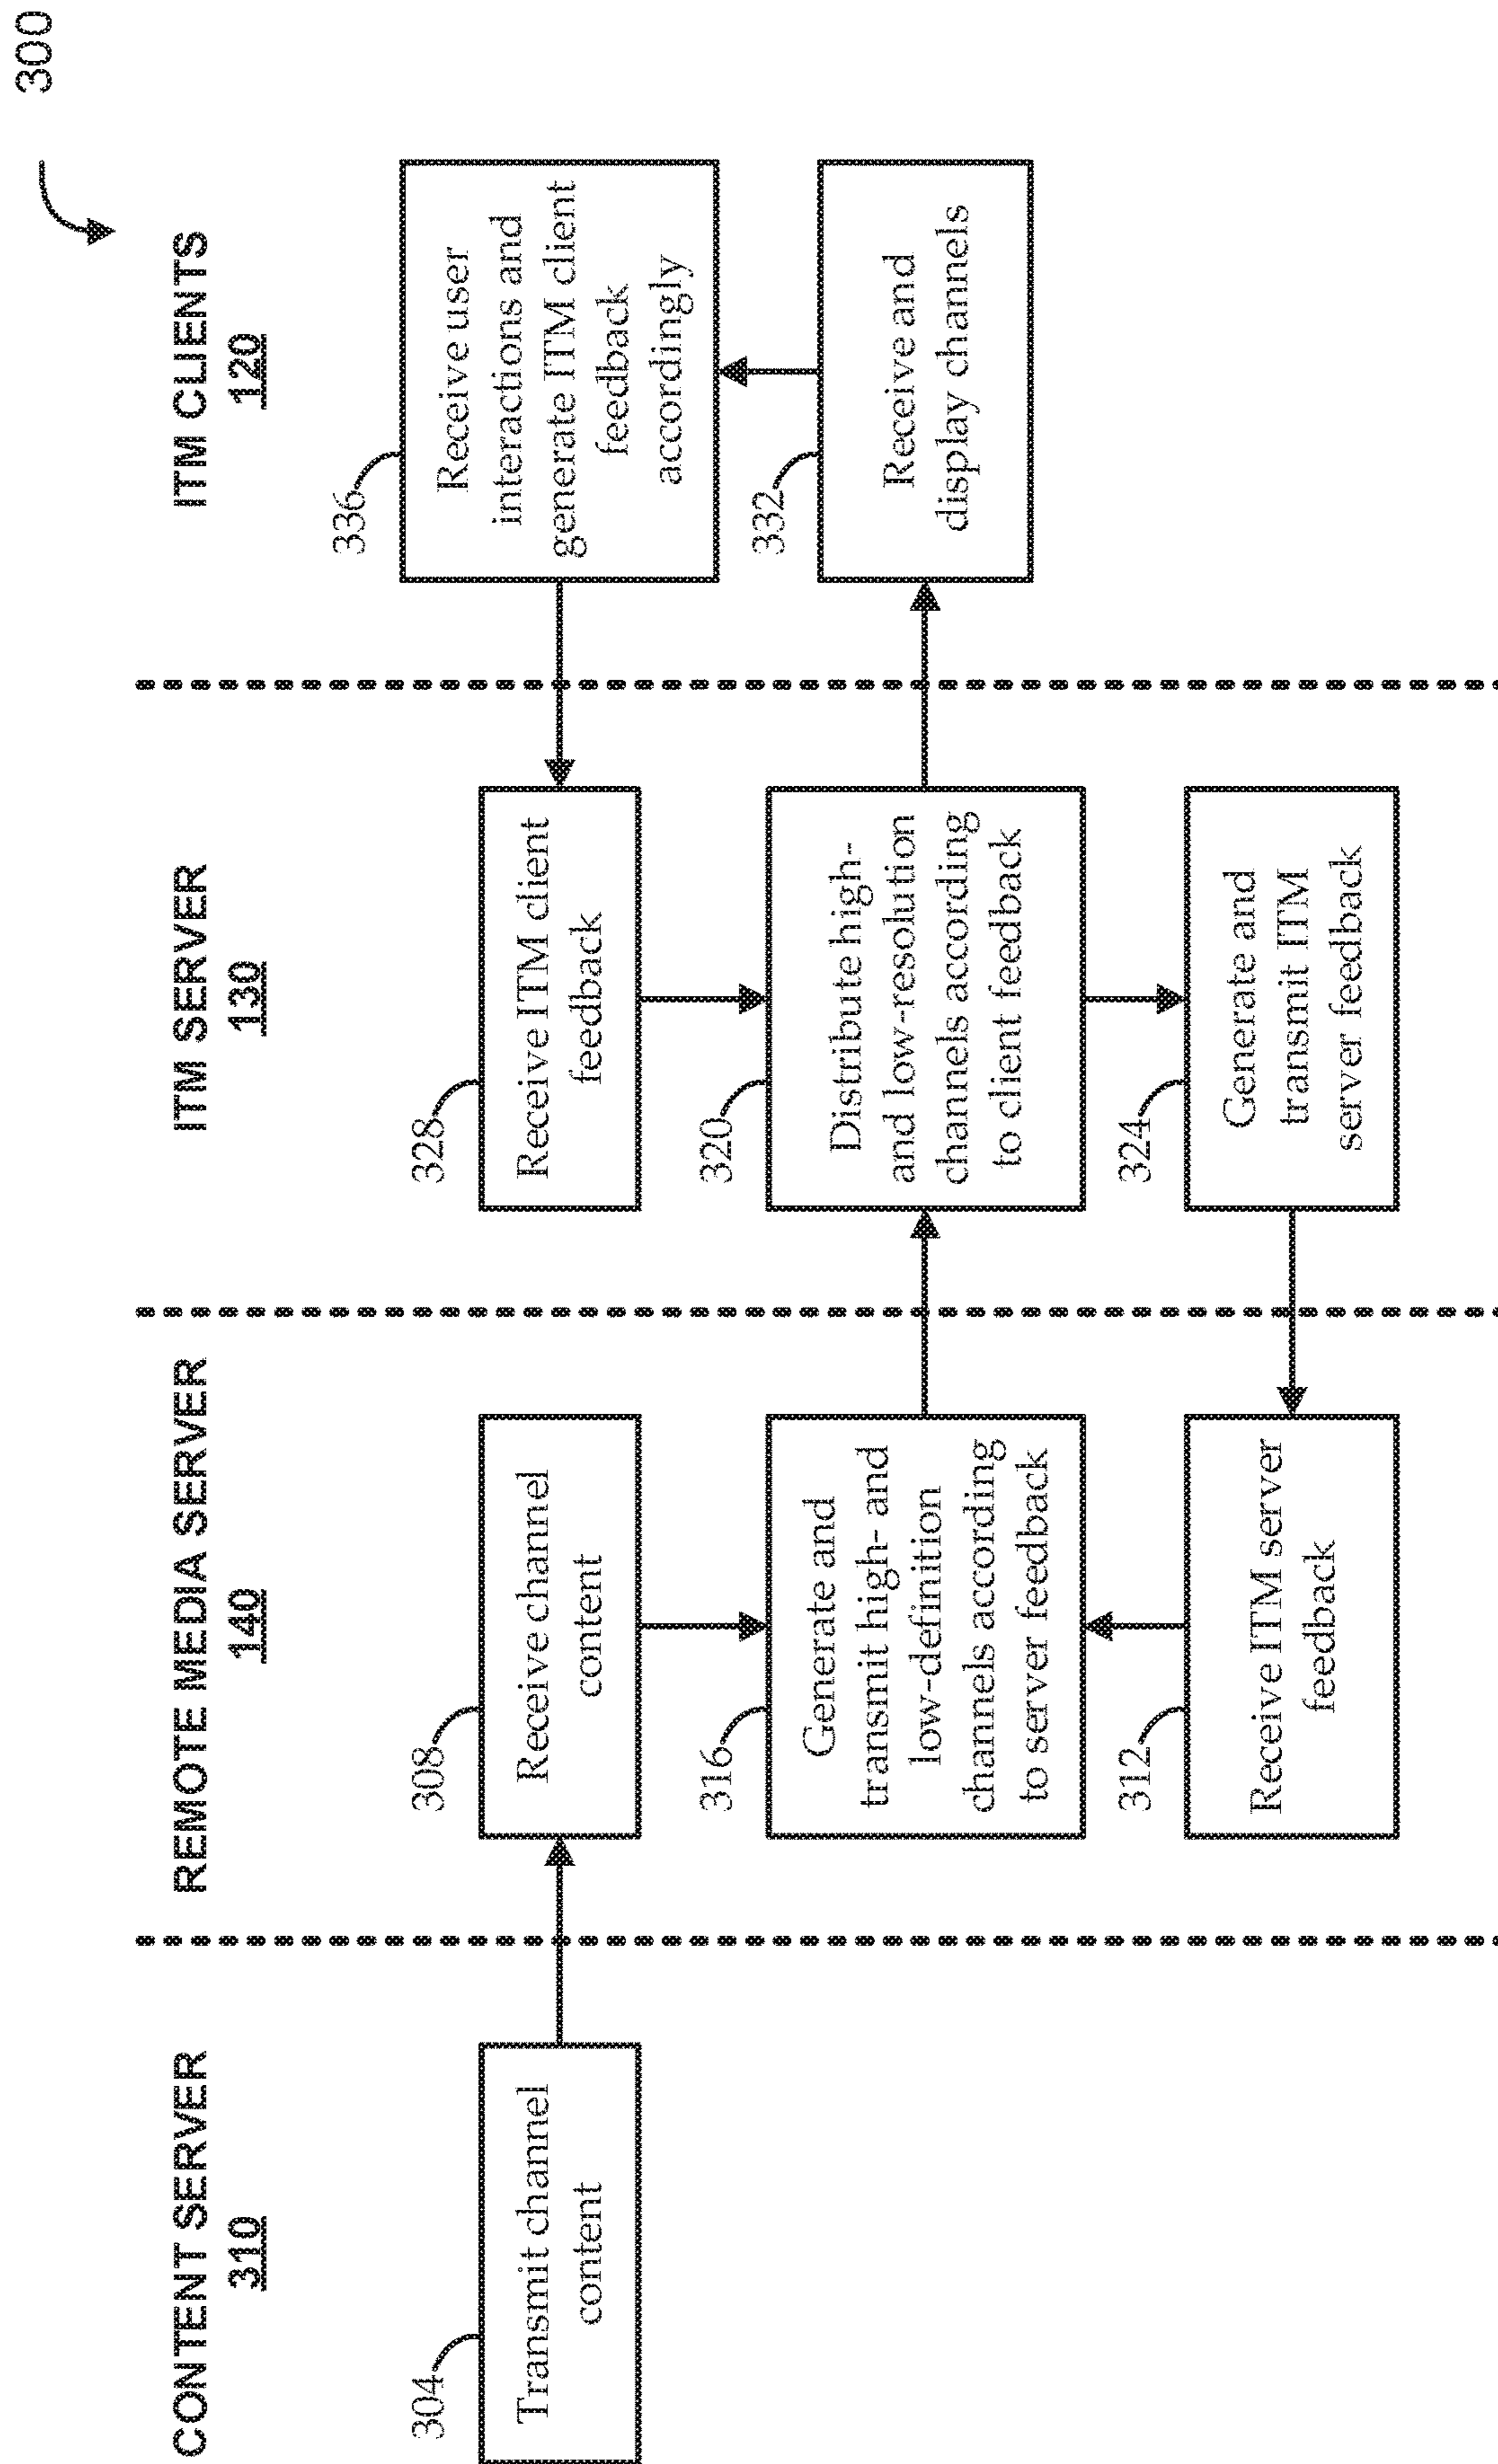 300
CONTENT SERVER
310
304
Transmit channel
content
REMOTE MEDIA SERVER
140
308
Receive channel
content
316
Generate and
transmit high- and
low-definition
channels according
to server feedback
312
Receive ITM server
feedback
ITM SERVER
130
328
Receive ITM client
feedback
320
Distribute high-
and low-resolution
channels according
to client feedback
324
Generate and
transmit ITM
server feedback
ITM CLIENTS
120
336
Receive user
interactions and
generate ITM client
feedback
accordingly
332
Receive and
display channels